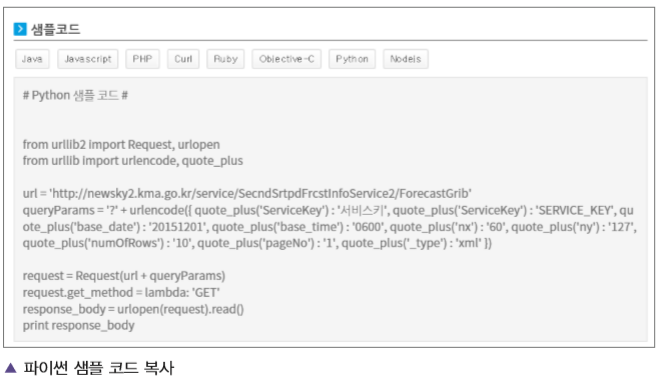 샘플코드
Java Javascript PHP Curl Ruby Objective-C Python Nodejs
# Python 샘플 코드 #
from urllib2 import Request, urlopen
from urllib import urlencode, quote_plus
url = 'http://newsky2.kma.go.kr/service/SecndSrtpdFrcstInfoService2/ForecastGrib'
queryParams = '?' + urlencode({ quote_plus('ServiceKey') : '서비스키', quote_plus('ServiceKey') : 'SERVICE_KEY', qu
ote_plus('base_date') : '20151201', quote_plus('base_time') : '0600', quote_plus('nx') : '60', quote_plus('ny') : '127',
quote_plus('numOfRows') : '10', quote_plus('pageNo') : '1', quote_plus('_type') : 'xml' })
request = Request(url + queryParams)
request.get_method = lambda: 'GET'
response_body = urlopen(request).read()
print response_body
▲ 파이썬 샘플 코드 복사